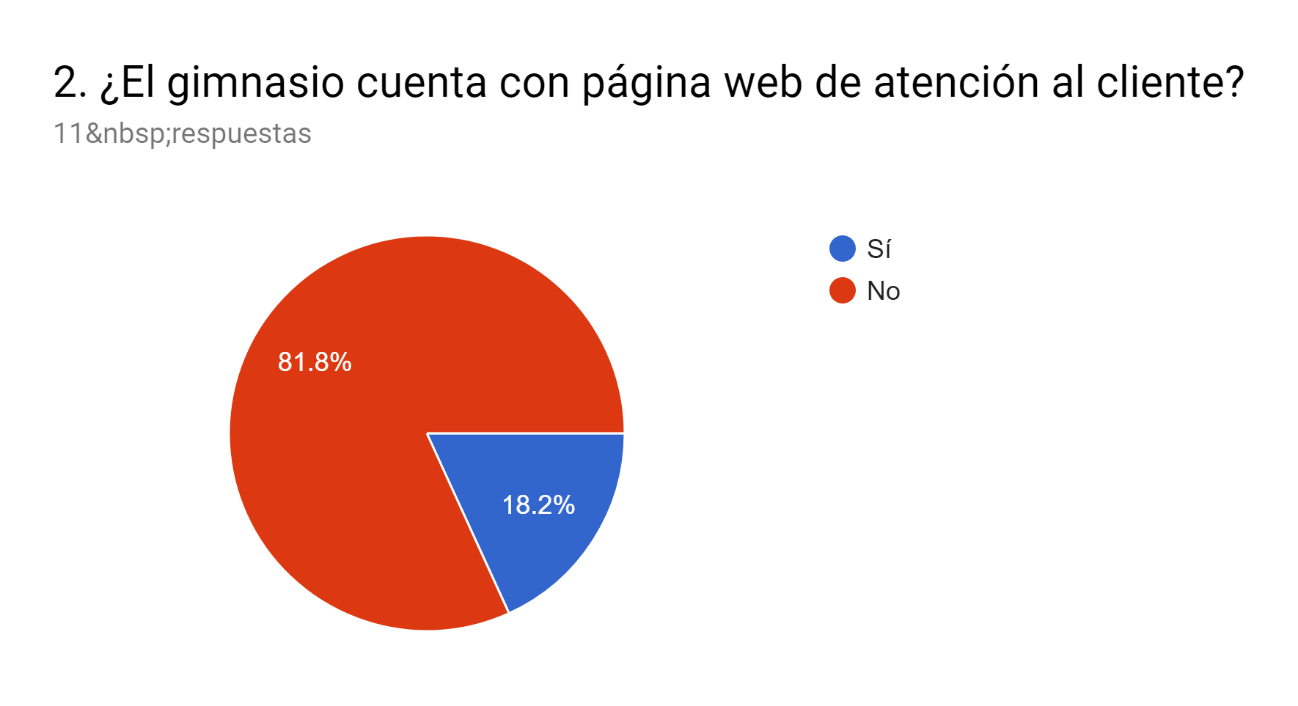 2. ¿El gimnasio cuenta con página web de atención al cliente?
11&nbsp;respuestas
Sí
No
81.8%
18.2%